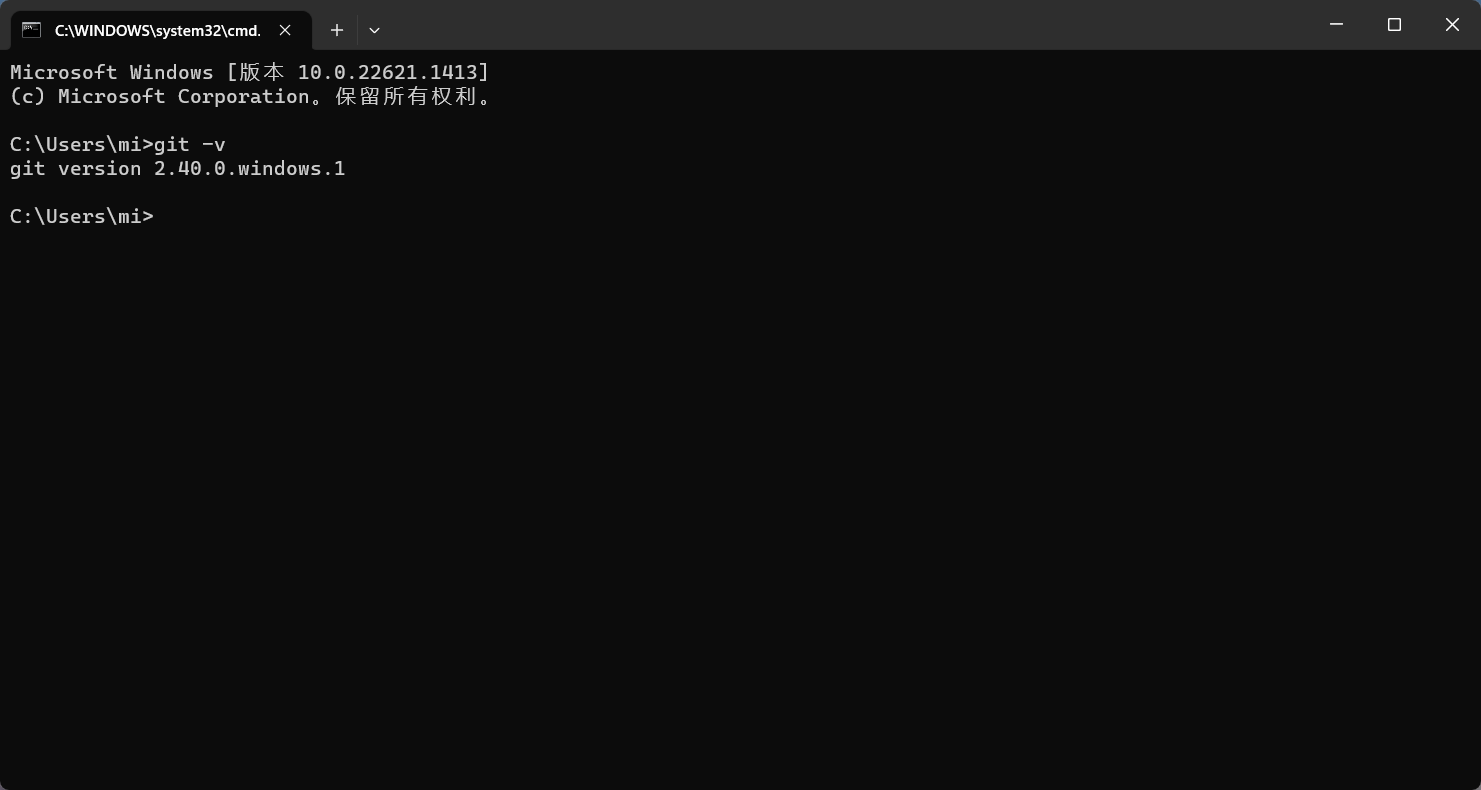 C:\WINDOWS\system32\cmd.
Microsoft Windows [版本 10.0.22621.1413]
(c) Microsoft Corporation。保留所有权利。
C:\Users\mi>git -v
git version 2.40.0.windows.1
C:\Users\mi>